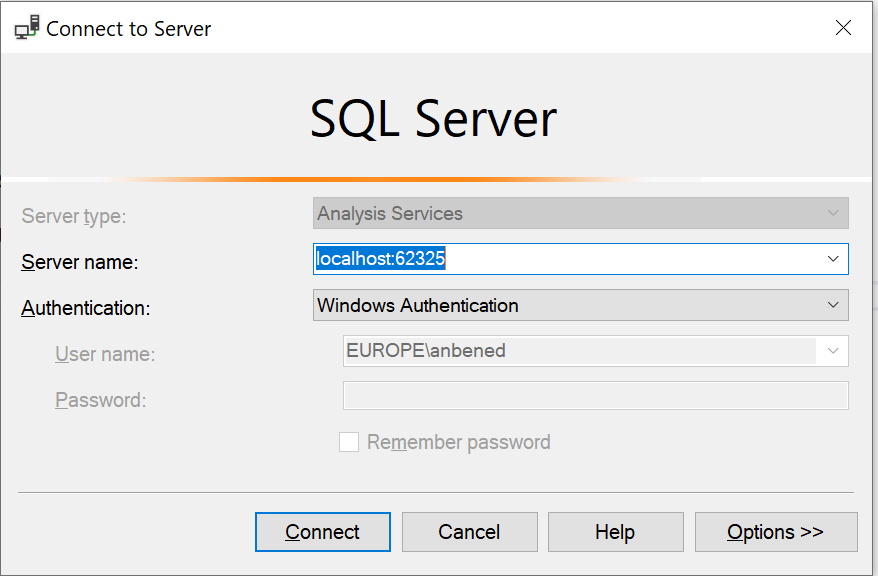 Connect to Server
SQL Server
Server type: Analysis Services
Server name: localhost:62325
Authentication: Windows Authentication
User name: EUROPE\anbened
Password:
Remember password
Connect Cancel Help Options >>